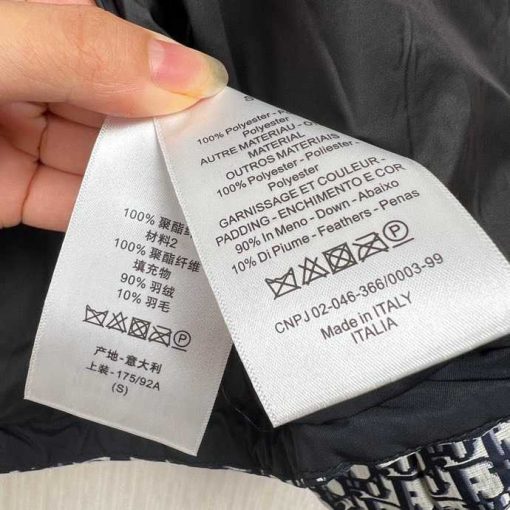 100% 聚酯纤维
材料2
100% 聚酯纤维
填充物
90% 羽绒
10% 羽毛
P
产地-意大利
上装-175/92A
(S)
S
100% Polyester - Polyester -
Polyester
AUTRE MATERIAU - O
MATERIAL -
OUTROS MATERIAIS
100% Polyester - Poliester -
Polyester
GARNISSAGE ET COULEUR -
PADDING - ENCHIMENTO E COR
90% In Meno - Down - Abaixo
10% Di Piume - Feathers - Penas
P
CNPJ 02-046-366/0003-99
Made in ITALY
ITALIA